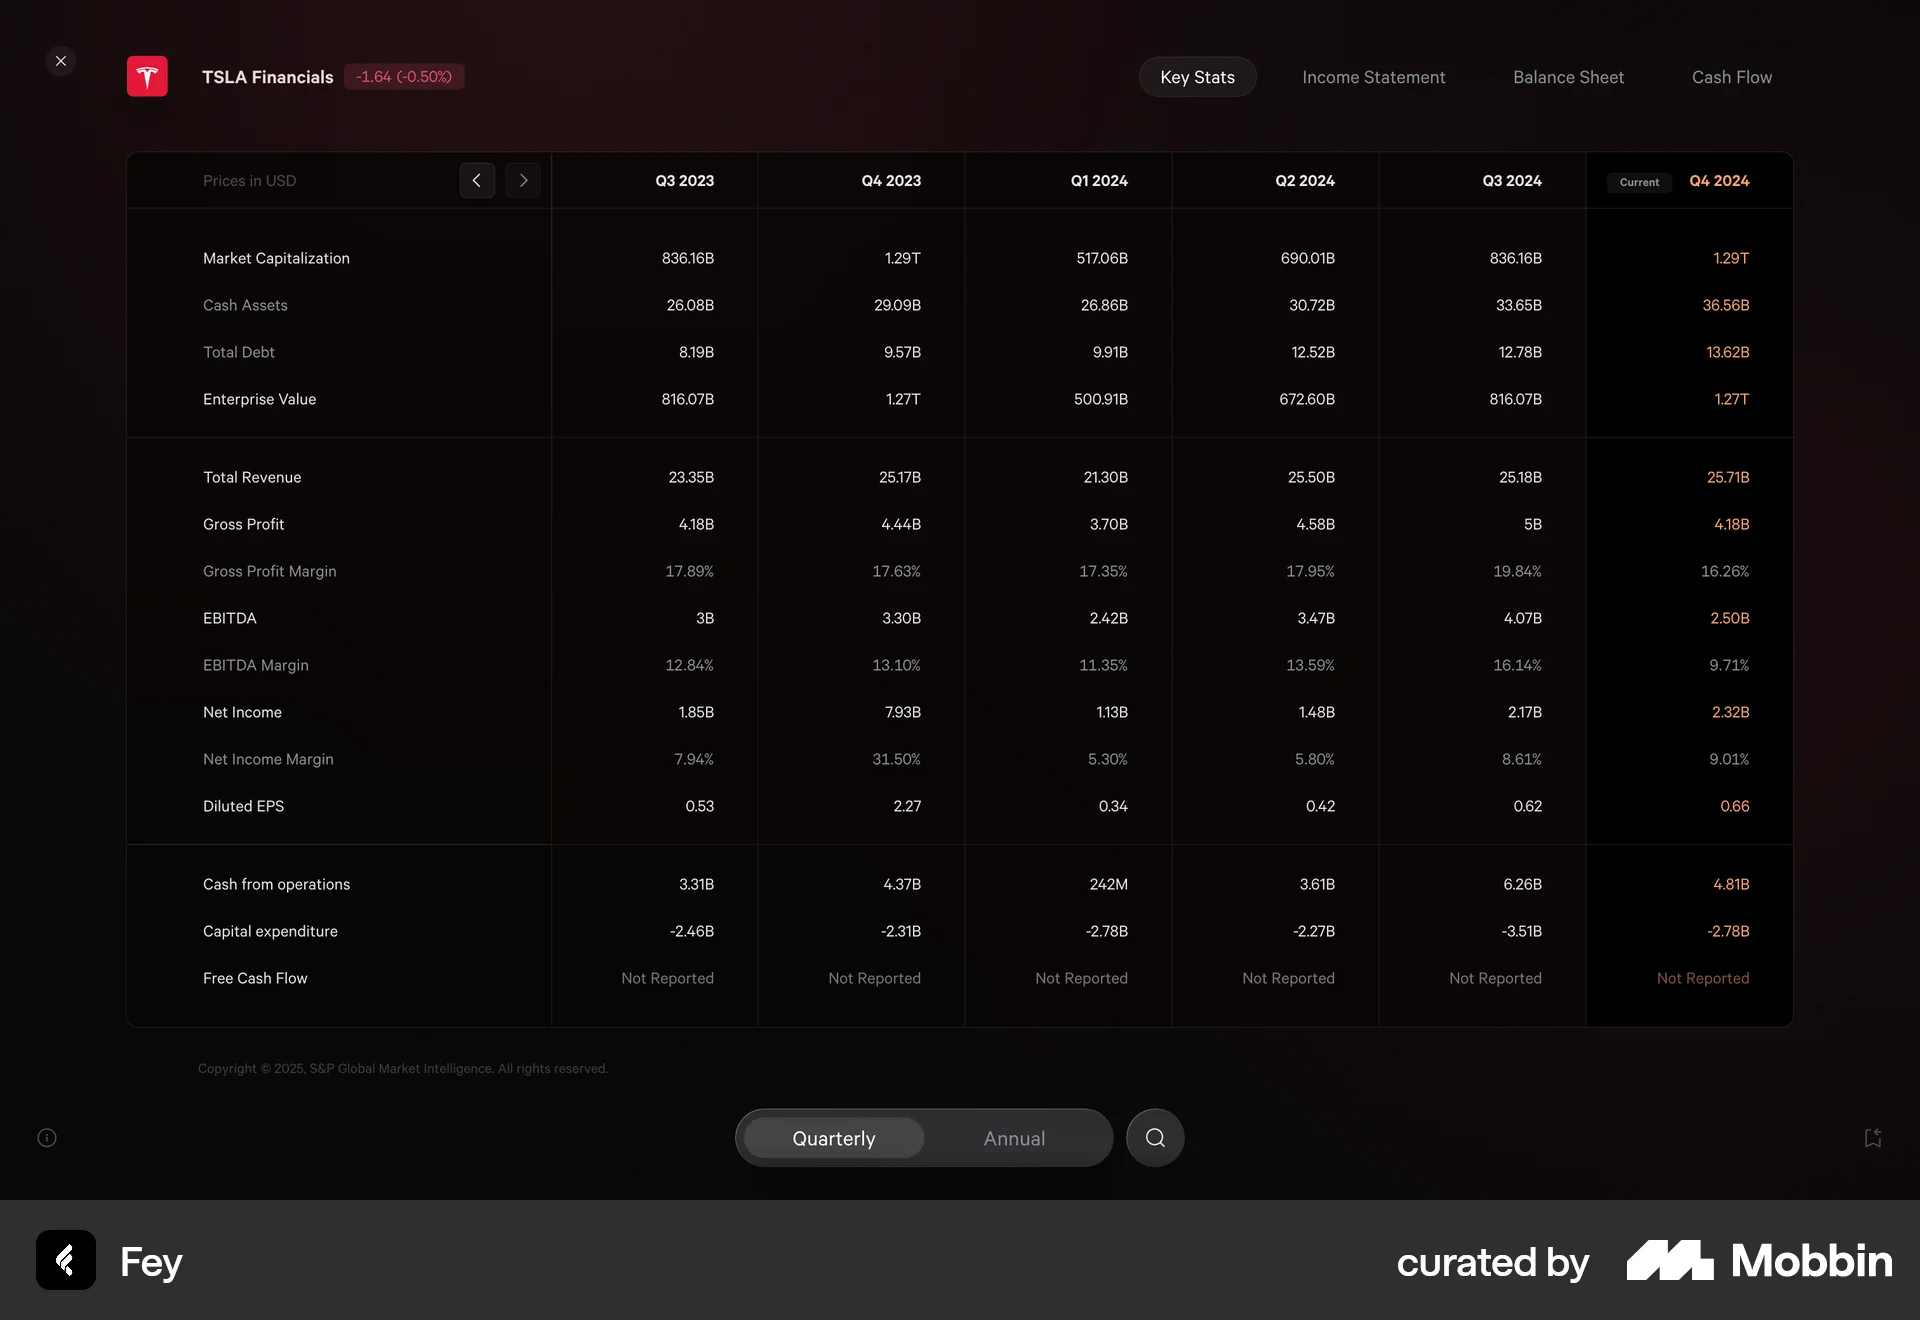 TSLA Financials -1.64 (-0.50%) Key Stats Income Statement Balance Sheet Cash Flow
Prices in USD Q3 2023 Q4 2023 Q1 2024 Q2 2024 Q3 2024 Current Q4 2024
Market Capitalization 836.16B 1.29T 517.06B 690.01B 836.16B 1.29T
Cash Assets 26.08B 29.09B 26.86B 30.72B 33.65B 36.56B
Total Debt 8.19B 9.57B 9.91B 12.52B 12.78B 13.62B
Enterprise Value 816.07B 1.27T 500.91B 672.60B 816.07B 1.27T
Total Revenue 23.35B 25.17B 21.30B 25.50B 25.18B 25.71B
Gross Profit 4.18B 4.44B 3.70B 4.58B 5B 4.18B
Gross Profit Margin 17.89% 17.63% 17.35% 17.95% 19.84% 16.26%
EBITDA 3B 3.30B 2.42B 3.47B 4.07B 2.50B
EBITDA Margin 12.84% 13.10% 11.35% 13.59% 16.14% 9.71%
Net Income 1.85B 7.93B 1.13B 1.48B 2.17B 2.32B
Net Income Margin 7.94% 31.50% 5.30% 5.80% 8.61% 9.01%
Diluted EPS 0.53 2.27 0.34 0.42 0.62 0.66
Cash from operations 3.31B 4.37B 242M 3.61B 6.26B 4.81B
Capital expenditure -2.46B -2.31B -2.78B -2.27B -3.51B -2.78B
Free Cash Flow Not Reported Not Reported Not Reported Not Reported Not Reported Not Reported
Copyright © 2025, S&P Global Market Intelligence. All rights reserved.
Quarterly Annual
Fey curated by Mobbin